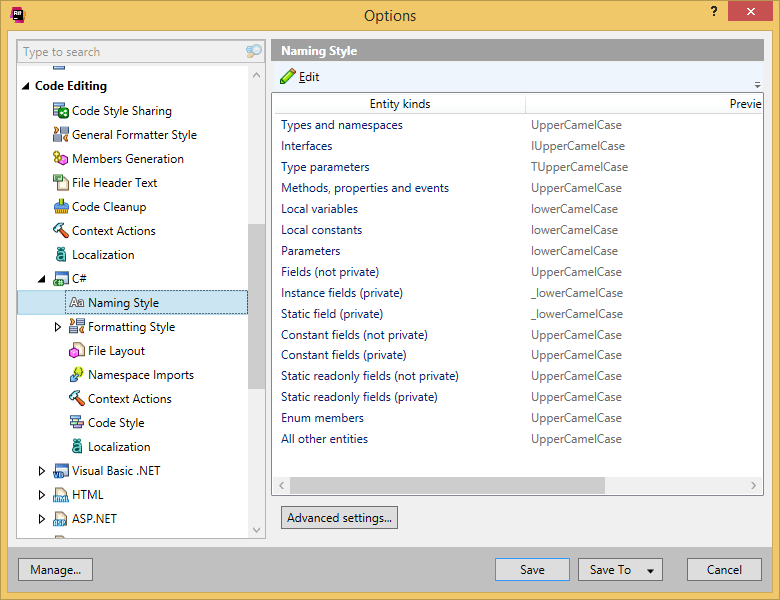 Options
?
Type to search
Code Editing
Code Style Sharing
General Formatter Style
Members Generation
File Header Text
Code Cleanup
Context Actions
Localization
C#
Aa Naming Style
Formatting Style
File Layout
Namespace Imports
Context Actions
Code Style
Localization
Visual Basic .NET
HTML
ASP.NET
Naming Style
Edit
Entity kinds Previe
Types and namespaces UpperCamelCase
Interfaces IUpperCamelCase
Type parameters TUpperCamelCase
Methods, properties and events UpperCamelCase
Local variables lowerCamelCase
Local constants lowerCamelCase
Parameters lowerCamelCase
Fields (not private) UpperCamelCase
Instance fields (private) _lowerCamelCase
Static field (private) _lowerCamelCase
Constant fields (not private) UpperCamelCase
Constant fields (private) UpperCamelCase
Static readonly fields (not private) UpperCamelCase
Static readonly fields (private) UpperCamelCase
Enum members UpperCamelCase
All other entities UpperCamelCase
Advanced settings...
Manage... Save Save To Cancel